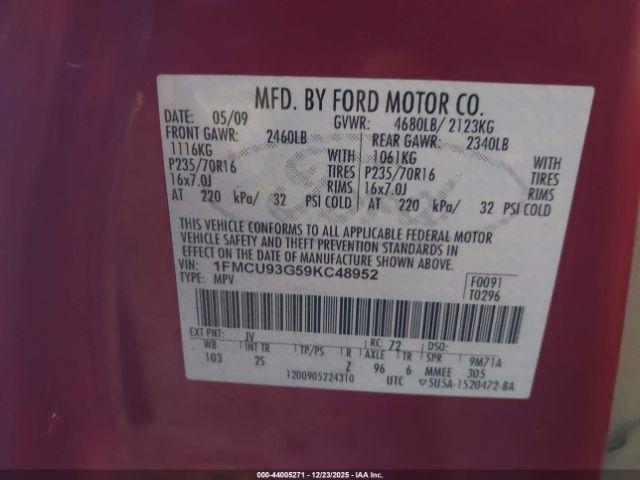 MFD. BY FORD MOTOR CO.
DATE: 05/09 GVWR: 4680LB/ 2123KG
FRONT GAWR: 2460LB REAR GAWR: 2340LB
1116KG WITH 1061KG WITH
P235/70R16 TIRES P235/70R16 TIRES
16x7.0J RIMS 16x7.0J RIMS
AT 220 kPa/ 32 PSI COLD AT 220 kPa/ 32 PSI COLD
THIS VEHICLE CONFORMS TO ALL APPLICABLE FEDERAL MOTOR
VEHICLE SAFETY AND THEFT PREVENTION STANDARDS IN
EFFECT ON THE DATE OF MANUFACTURE SHOWN ABOVE.
VIN: 1FMCU93G59KC48952 F0091
TYPE: MPV T0296
EXT PNT: JV RC: 72 DSO:
WB INT TR TP/PS R AXLE TR SPR 9M71A
103 25 Z 96 6 MMEE 305
1200905224310 UTC ▽5U5A-1520472-BA
000-44005271 - 12/23/2025 - IAA Inc.